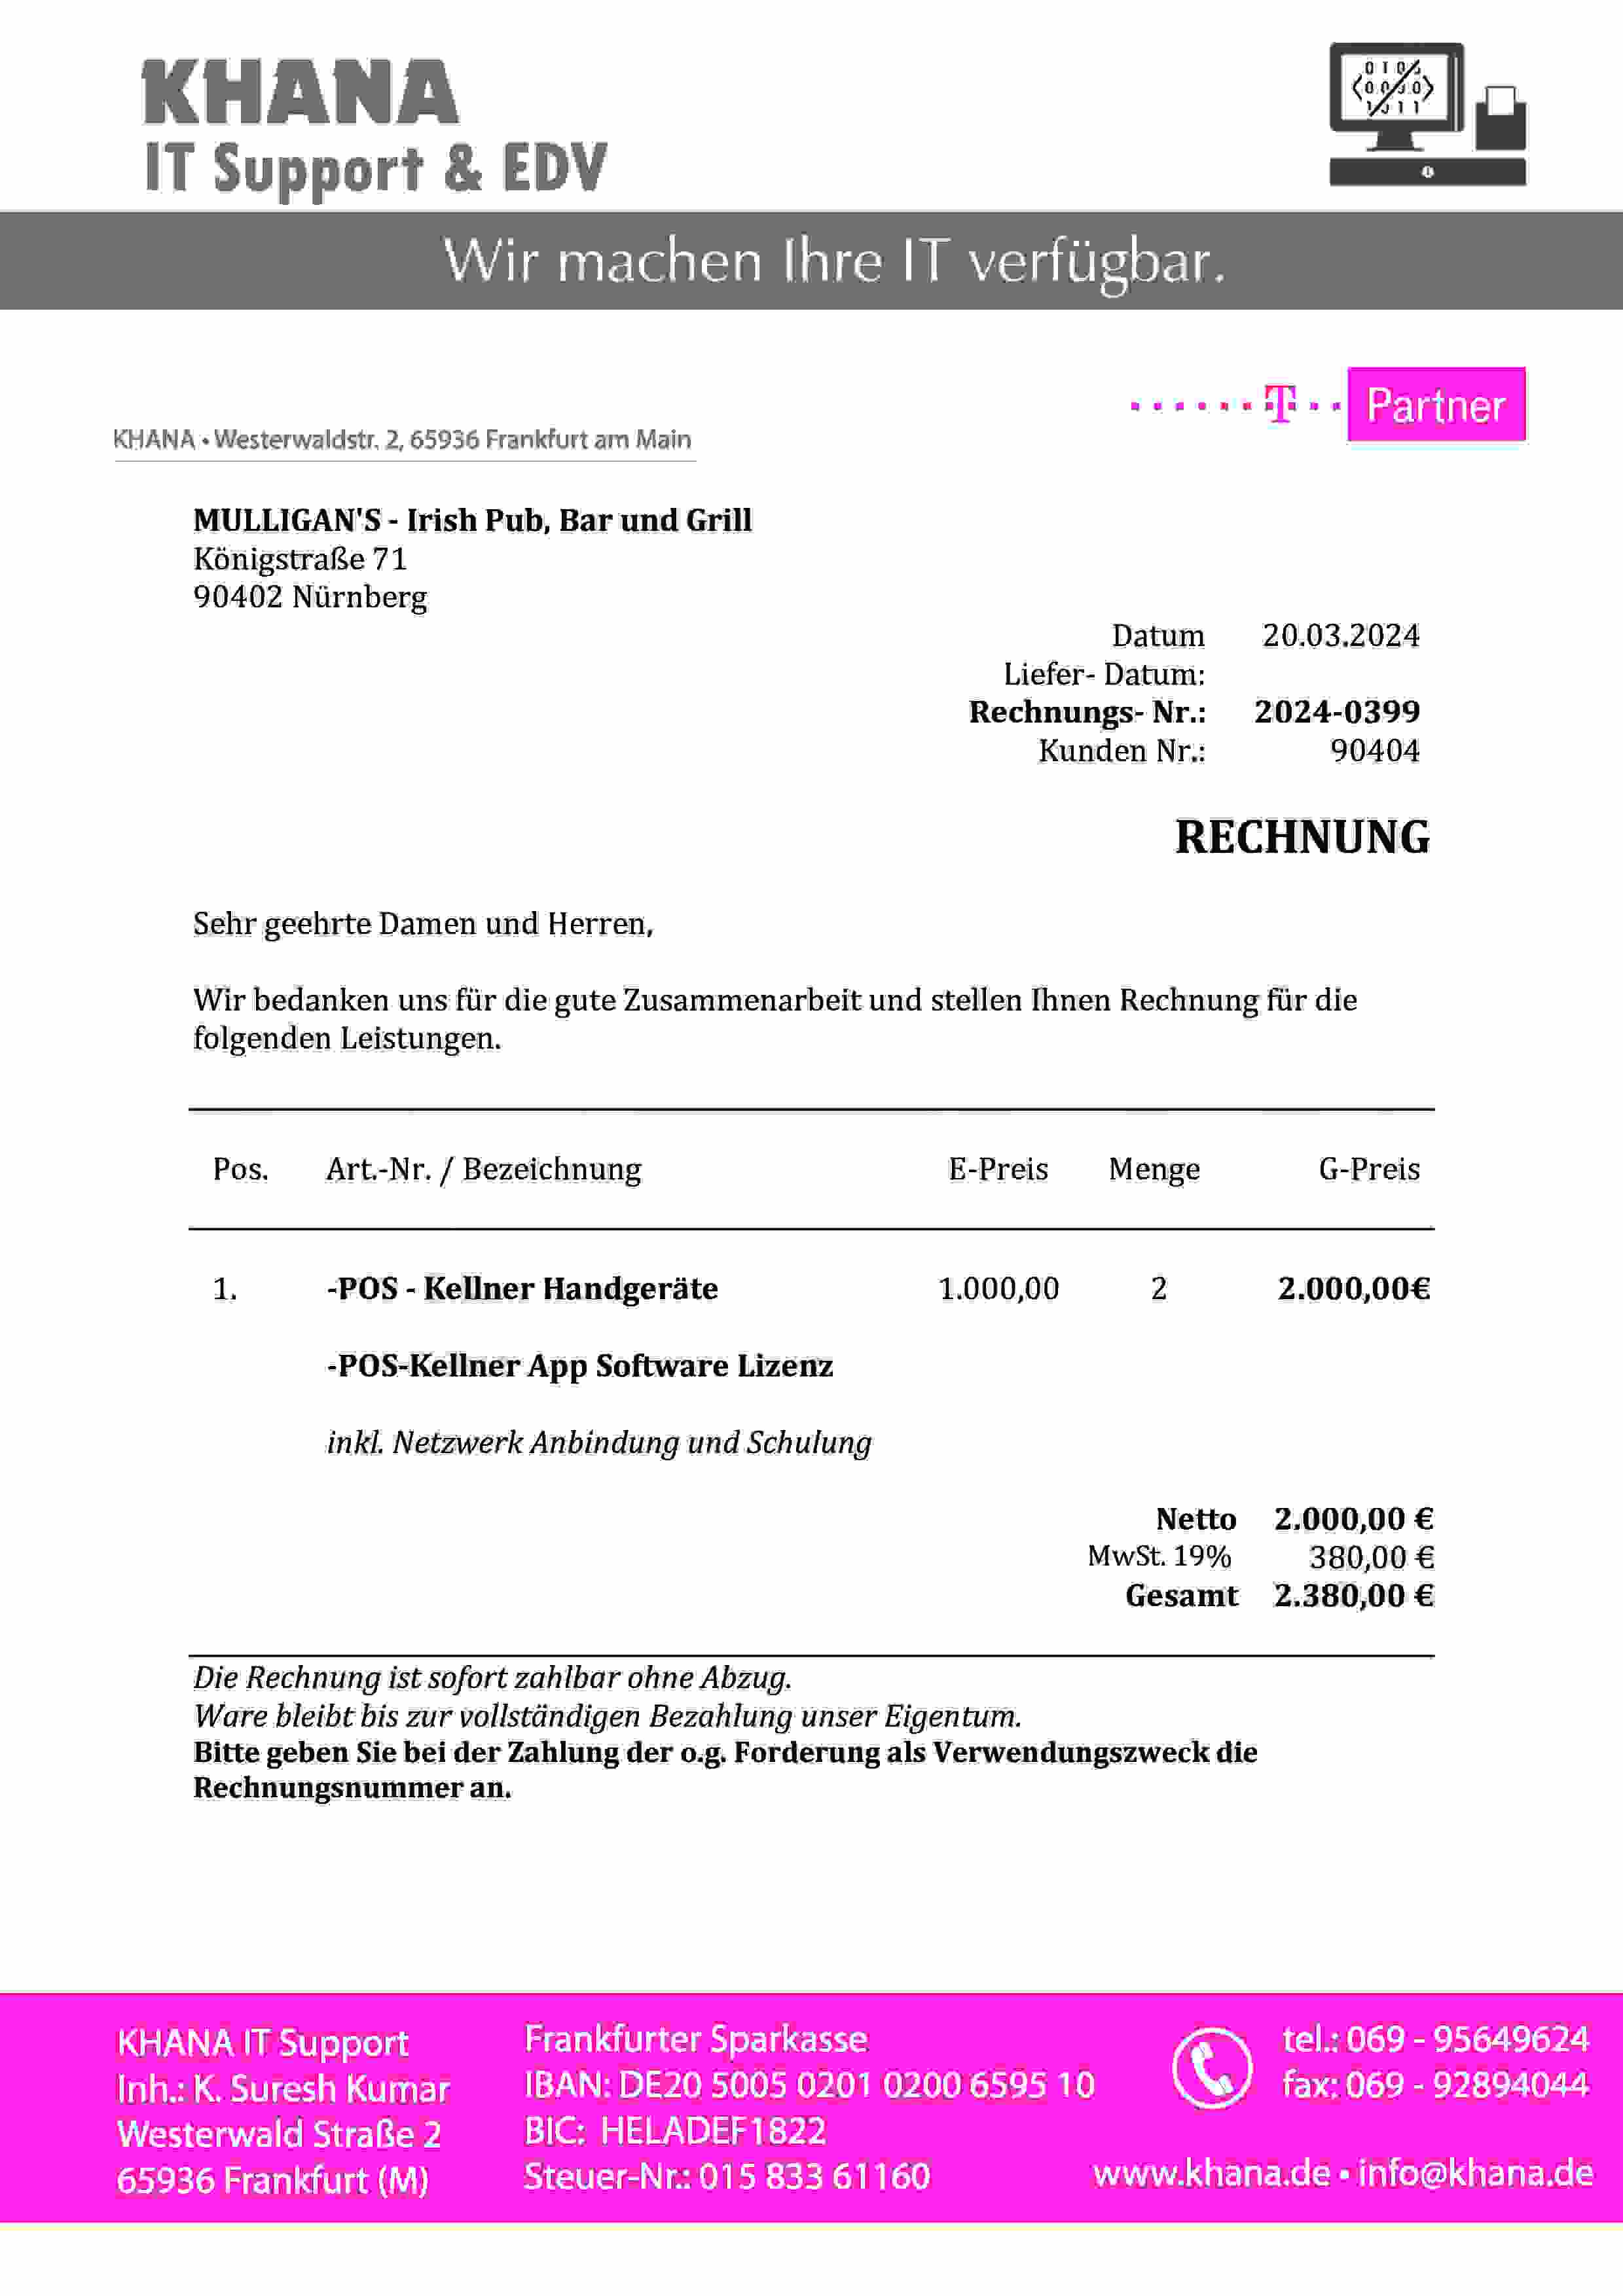 KHANA
IT Support & EDV
Wir machen Ihre IT verfügbar.
T Partner
KHANA • Westerwaldstr. 2, 65936 Frankfurt am Main
MULLIGAN'S - Irish Pub, Bar und Grill
Königstraße 71
90402 Nürnberg
Datum 20.03.2024
Liefer- Datum:
Rechnungs- Nr.: 2024-0399
Kunden Nr.: 90404
RECHNUNG
Sehr geehrte Damen und Herren,
Wir bedanken uns für die gute Zusammenarbeit und stellen Ihnen Rechnung für die
folgenden Leistungen.
Pos. Art.-Nr. / Bezeichnung E-Preis Menge G-Preis
1. -POS - Kellner Handgeräte 1.000,00 2 2.000,00€
-POS-Kellner App Software Lizenz
inkl. Netzwerk Anbindung und Schulung
Netto 2.000,00 €
MwSt. 19% 380,00 €
Gesamt 2.380,00 €
Die Rechnung ist sofort zahlbar ohne Abzug.
Ware bleibt bis zur vollständigen Bezahlung unser Eigentum.
Bitte geben Sie bei der Zahlung der o.g. Forderung als Verwendungszweck die
Rechnungsnummer an.
KHANA IT Support
Inh.: K. Suresh Kumar
Westerwald Straße 2
65936 Frankfurt (M)
Frankfurter Sparkasse
IBAN: DE20 5005 0201 0200 6595 10
BIC: HELADEF1822
Steuer-Nr.: 015 833 61160
tel.: 069 - 95649624
fax: 069 - 92894044
www.khana.de • info@khana.de